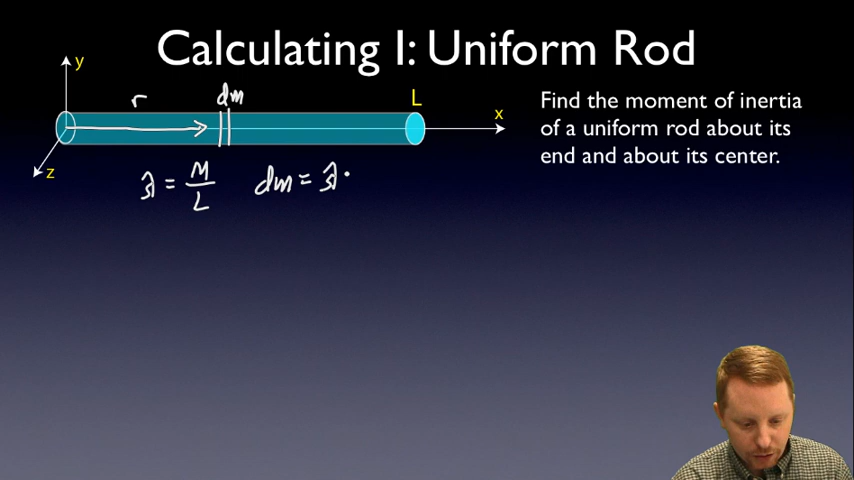 Calculating I: Uniform Rod
y
r
dm
L
x
z
Find the moment of inertia
of a uniform rod about its
end and about its center.
λ = M/L
dm = λ·